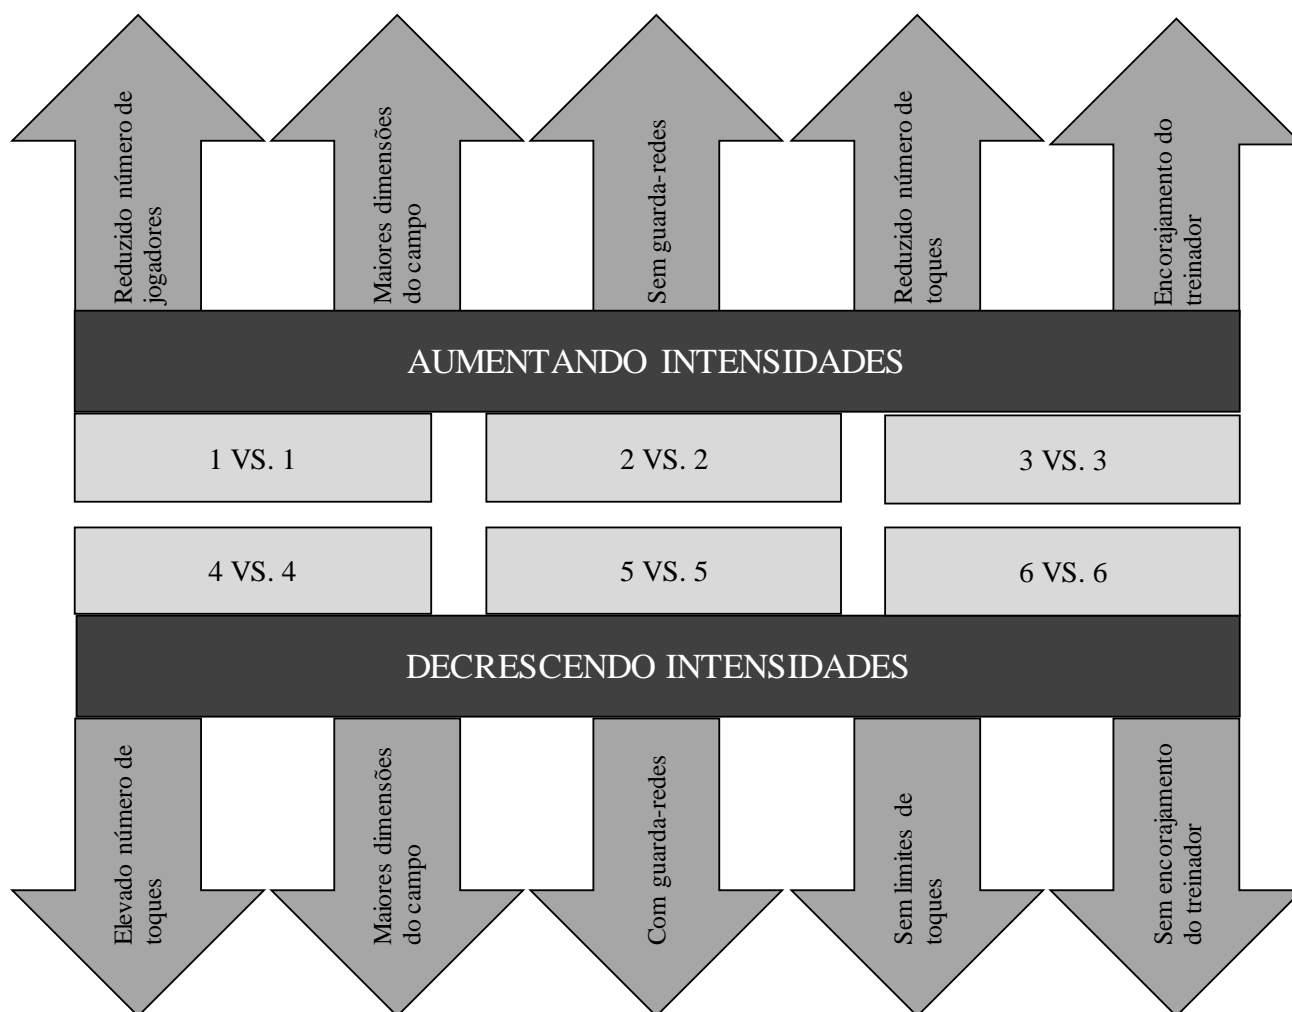 Reduzido número de
jogadores
Maiores dimensões
do campo
Sem guarda-redes
Reduzido número de
toques
Encorajamento do
treinador
AUMENTANDO INTENSIDADES
1 VS. 1
2 VS. 2
3 VS. 3
4 VS. 4
5 VS. 5
6 VS. 6
DECRESCENDO INTENSIDADES
Elevado número de
toques
Maiores dimensões
do campo
Com guarda-redes
Sem limites de
toques
Sem encorajamento
do treinador